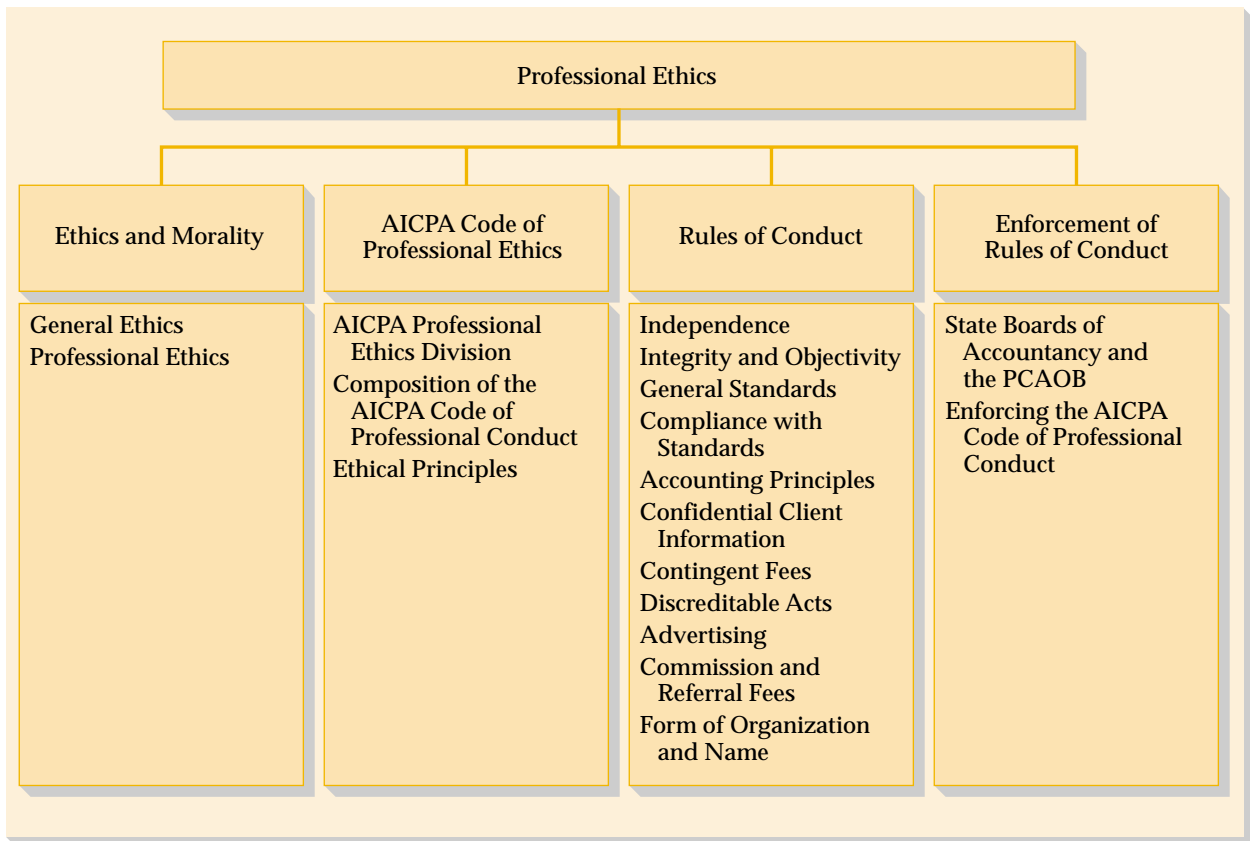 Professional Ethics
Ethics and Morality
General Ethics
Professional Ethics
AICPA Code of
Professional Ethics
AICPA Professional
Ethics Division
Composition of the
AICPA Code of
Professional Conduct
Ethical Principles
Rules of Conduct
Independence
Integrity and Objectivity
General Standards
Compliance with
Standards
Accounting Principles
Confidential Client
Information
Contingent Fees
Discreditable Acts
Advertising
Commission and
Referral Fees
Form of Organization
and Name
Enforcement of
Rules of Conduct
State Boards of
Accountancy and
the PCAOB
Enforcing the AICPA
Code of Professional
Conduct